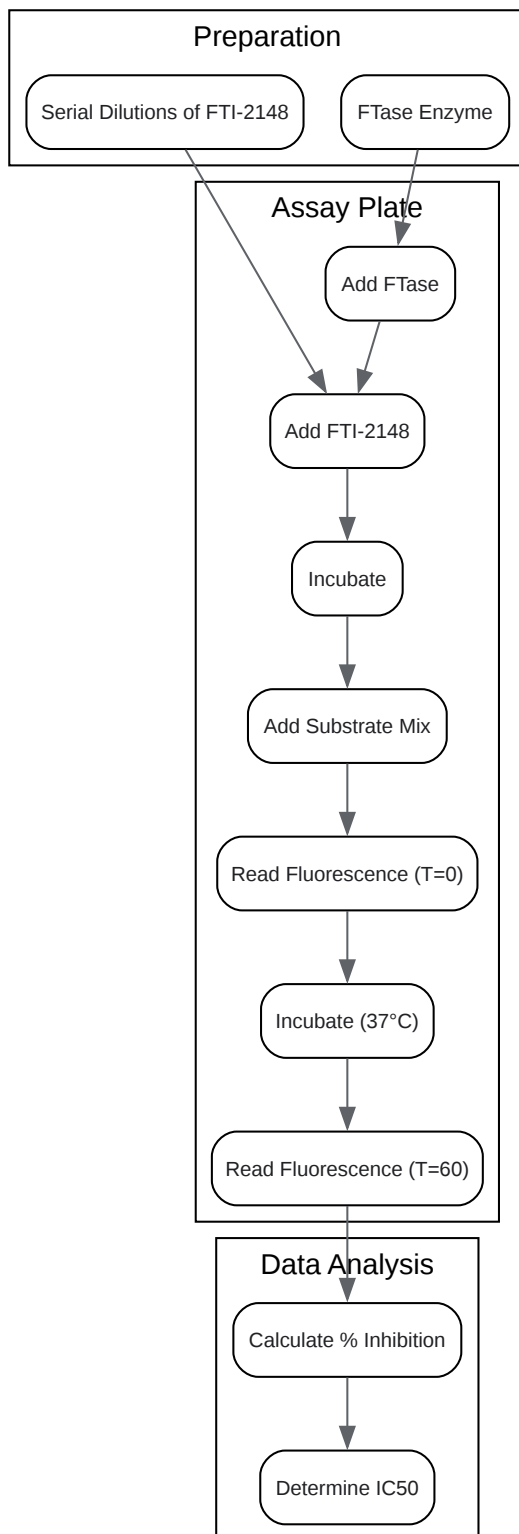 Preparation
Serial Dilutions of FTI-2148
FTase Enzyme
Assay Plate
Add FTase
Add FTI-2148
Incubate
Add Substrate Mix
Read Fluorescence (T=0)
Incubate (37°C)
Read Fluorescence (T=60)
Data Analysis
Calculate % Inhibition
Determine IC50